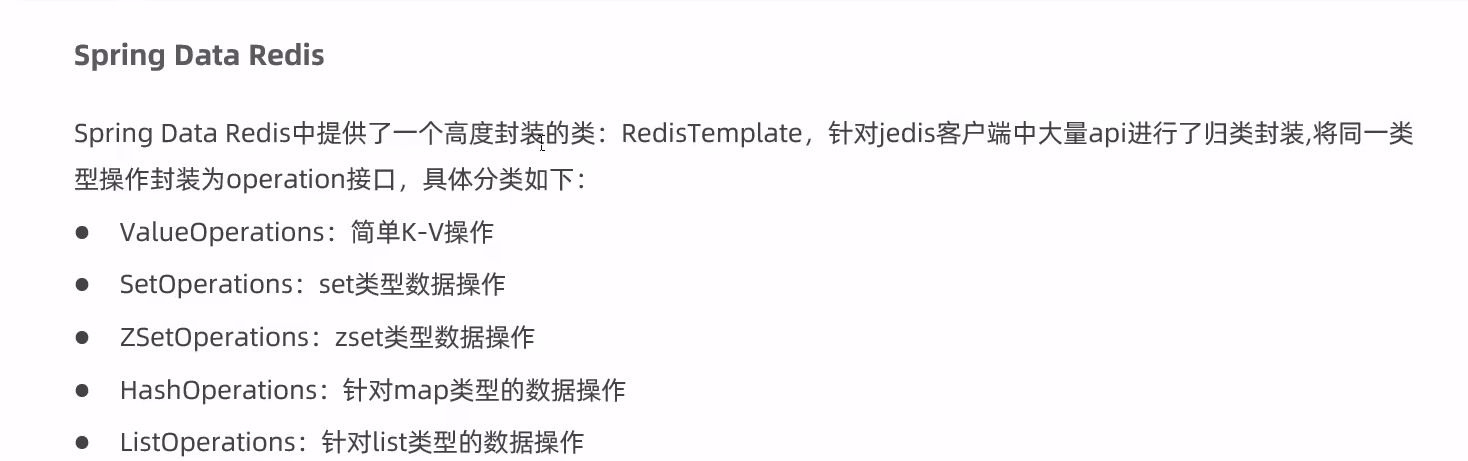 Spring Data Redis
Spring Data Redis中提供了一个高度封装的类：RedisTemplate，针对jedis客户端中大量api进行了归类封装,将同一类
型操作封装为operation接口，具体分类如下：
● ValueOperations：简单K-V操作
● SetOperations：set类型数据操作
● ZSetOperations：zset类型数据操作
● HashOperations：针对map类型的数据操作
● ListOperations：针对list类型的数据操作